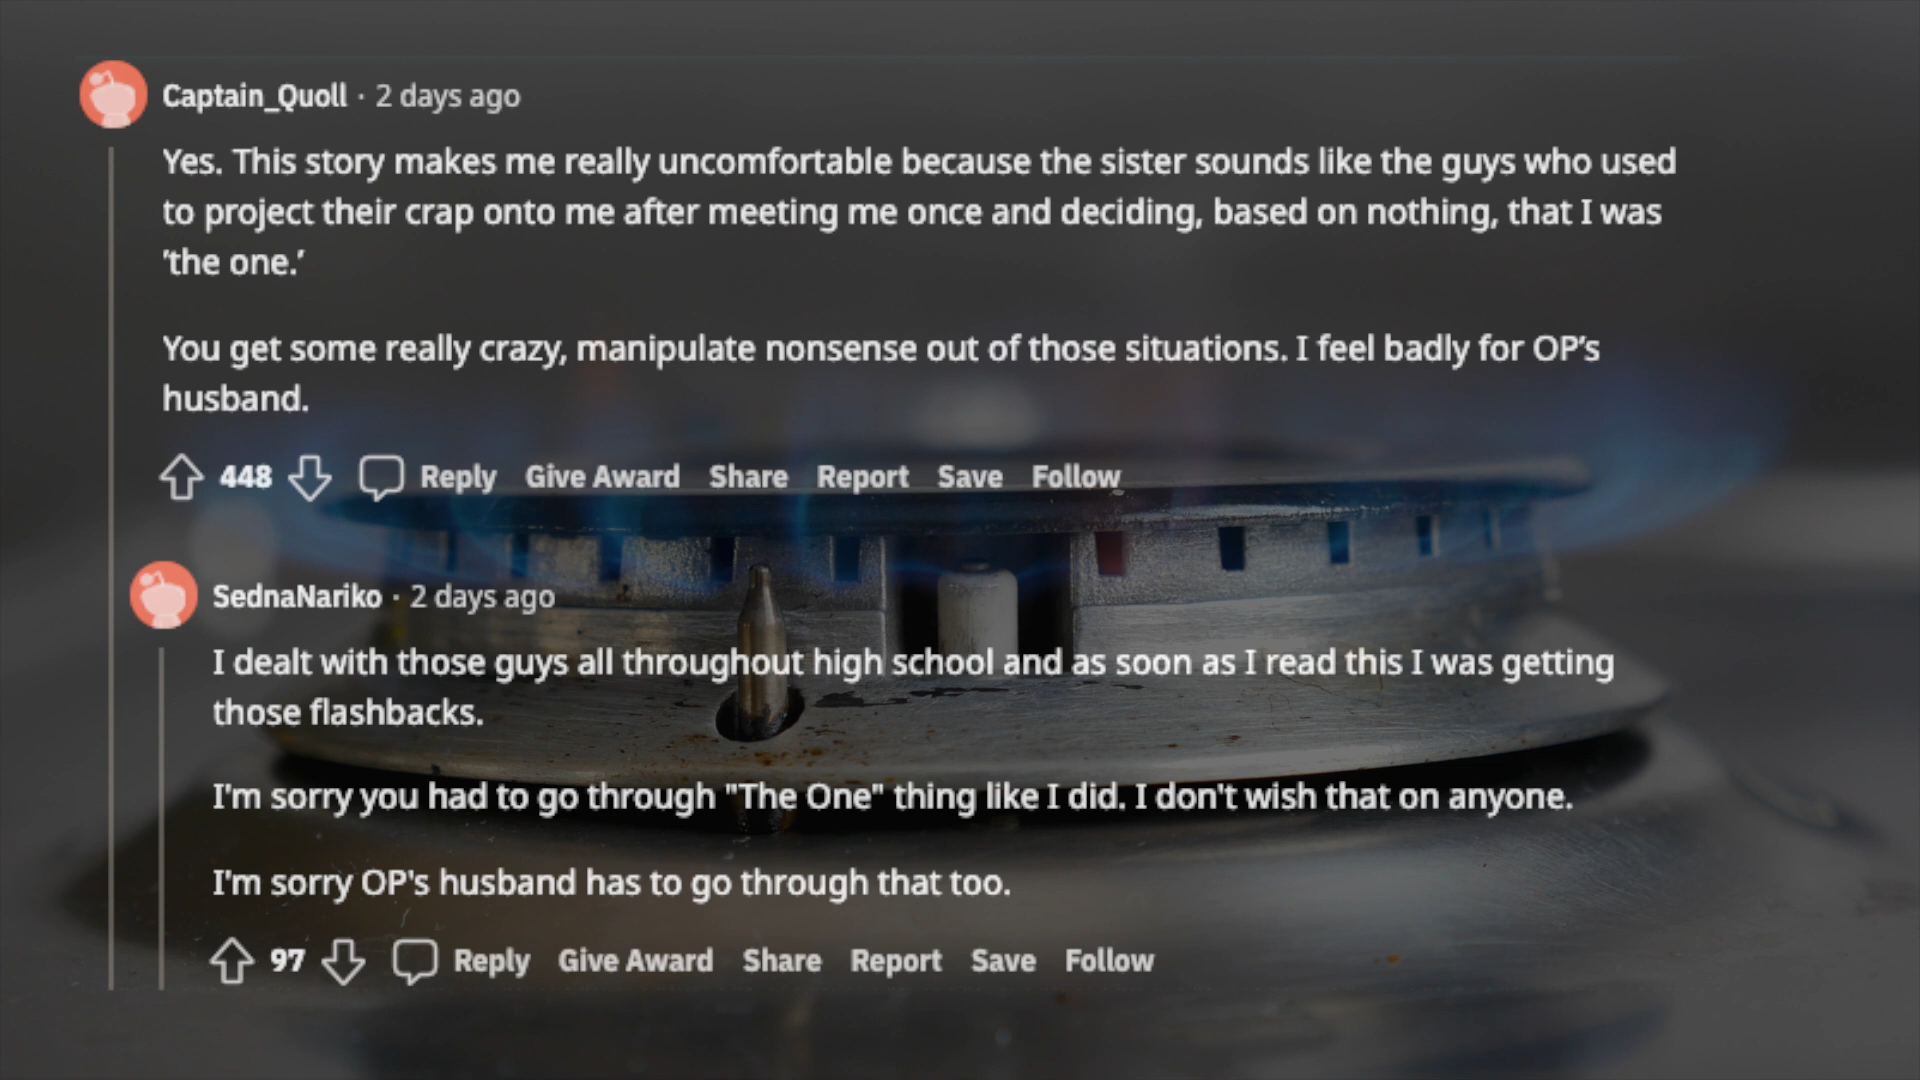 Captain_Quoll · 2 days ago
Yes. This story makes me really uncomfortable because the sister sounds like the guys who used
to project their crap onto me after meeting me once and deciding, based on nothing, that I was
'the one.’
You get some really crazy, manipulate nonsense out of those situations. I feel badly for OP’s
husband.
448 Reply Give Award Share Report Save Follow
SednaNariko · 2 days ago
I dealt with those guys all throughout high school and as soon as I read this I was getting
those flashbacks.
I'm sorry you had to go through "The One" thing like I did. I don't wish that on anyone.
I'm sorry OP's husband has to go through that too.
97 Reply Give Award Share Report Save Follow